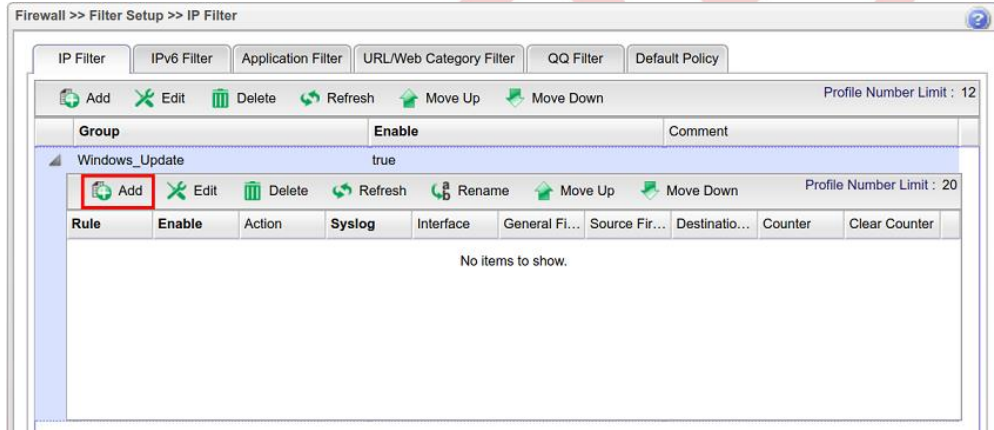 Firewall >> Filter Setup >> IP Filter
IP Filter IPv6 Filter Application Filter URL/Web Category Filter QQ Filter Default Policy
Add Edit Delete Refresh Move Up Move Down Profile Number Limit : 12
Group Enable Comment
Windows_Update true
Add Edit Delete Refresh Rename Move Up Move Down Profile Number Limit : 20
Rule Enable Action Syslog Interface General Fi... Source Fir... Destinatio... Counter Clear Counter
No items to show.